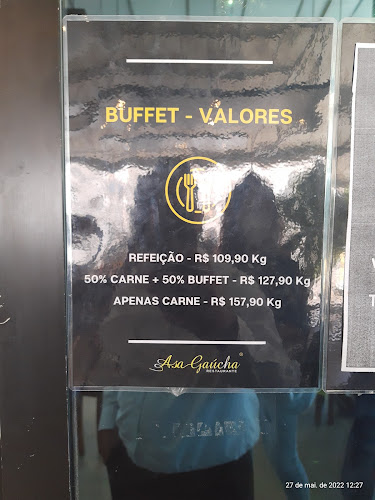 BUFFET - VALORES
REFEIÇÃO - R$ 109,90 Kg
50% CARNE + 50% BUFFET - R$ 127,90 Kg
APENAS CARNE - R$ 157,90 Kg
Asa Gaúcha
RESTAURANTE
27 de mai. de 2022 12:27